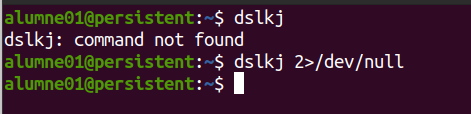 alumne01@persistent:~$ dslkj
dslkj: command not found
alumne01@persistent:~$ dslkj 2>/dev/null
alumne01@persistent:~$